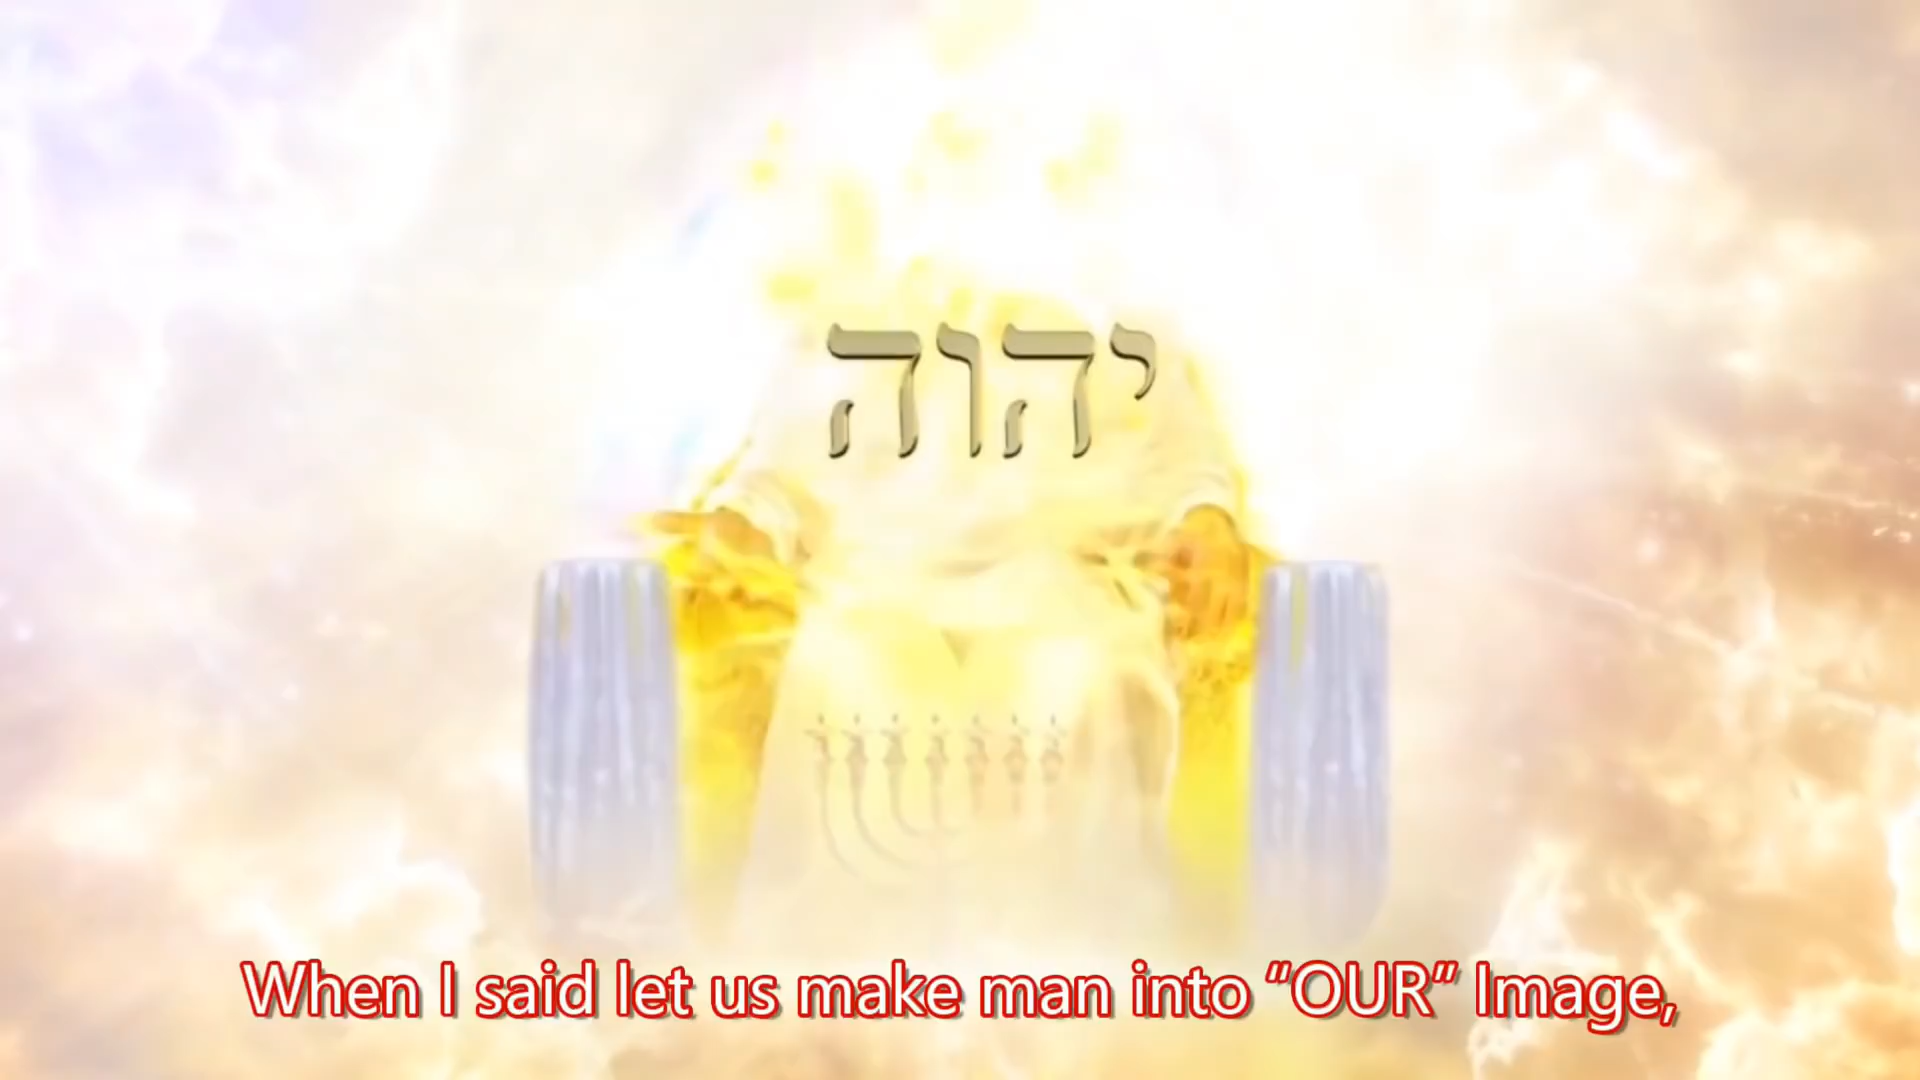 יהוה
When I said let us make man into “OUR” Image,